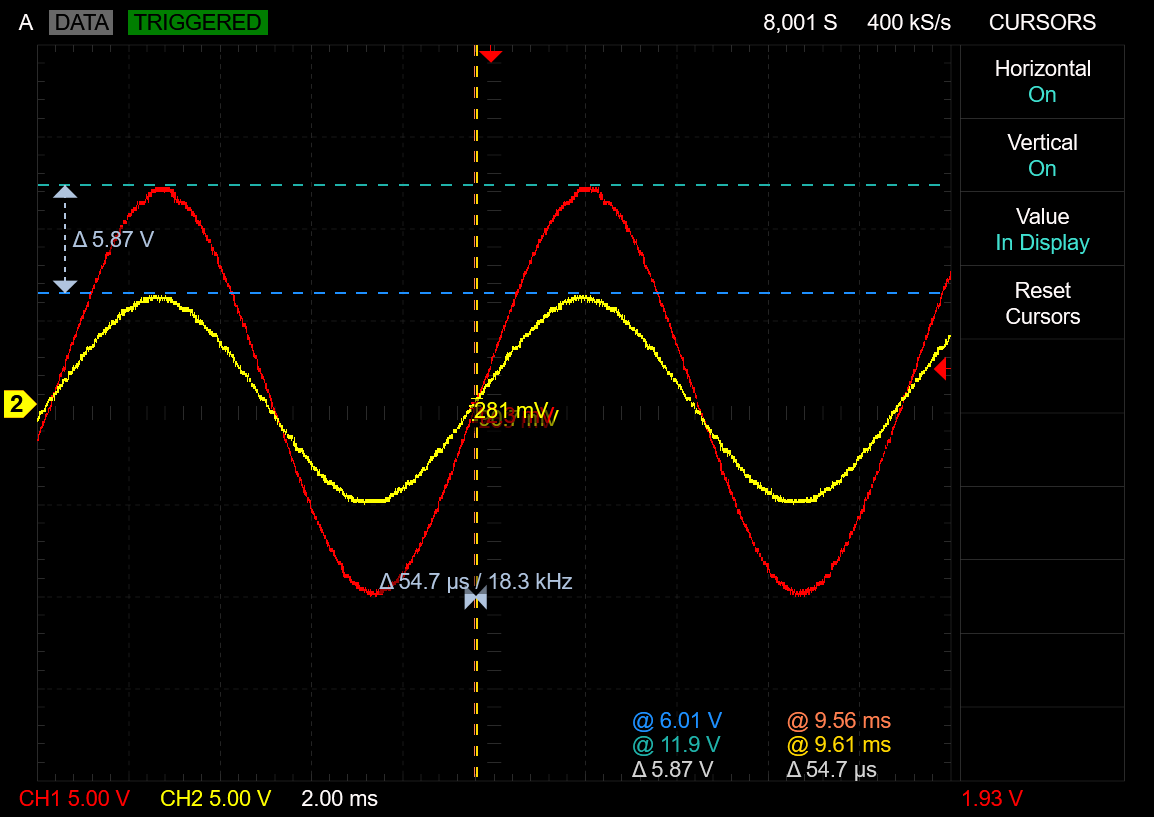 A DATA TRIGGERED 8,001 S 400 kS/s CURSORS
Horizontal
On
Vertical
On
Value
In Display
Reset
Cursors
Δ 5.87 V
2
281 mV
Δ 54.7 µs / 18.3 kHz
@ 6.01 V @ 9.56 ms
@ 11.9 V @ 9.61 ms
Δ 5.87 V Δ 54.7 µs
CH1 5.00 V CH2 5.00 V 2.00 ms 1.93 V